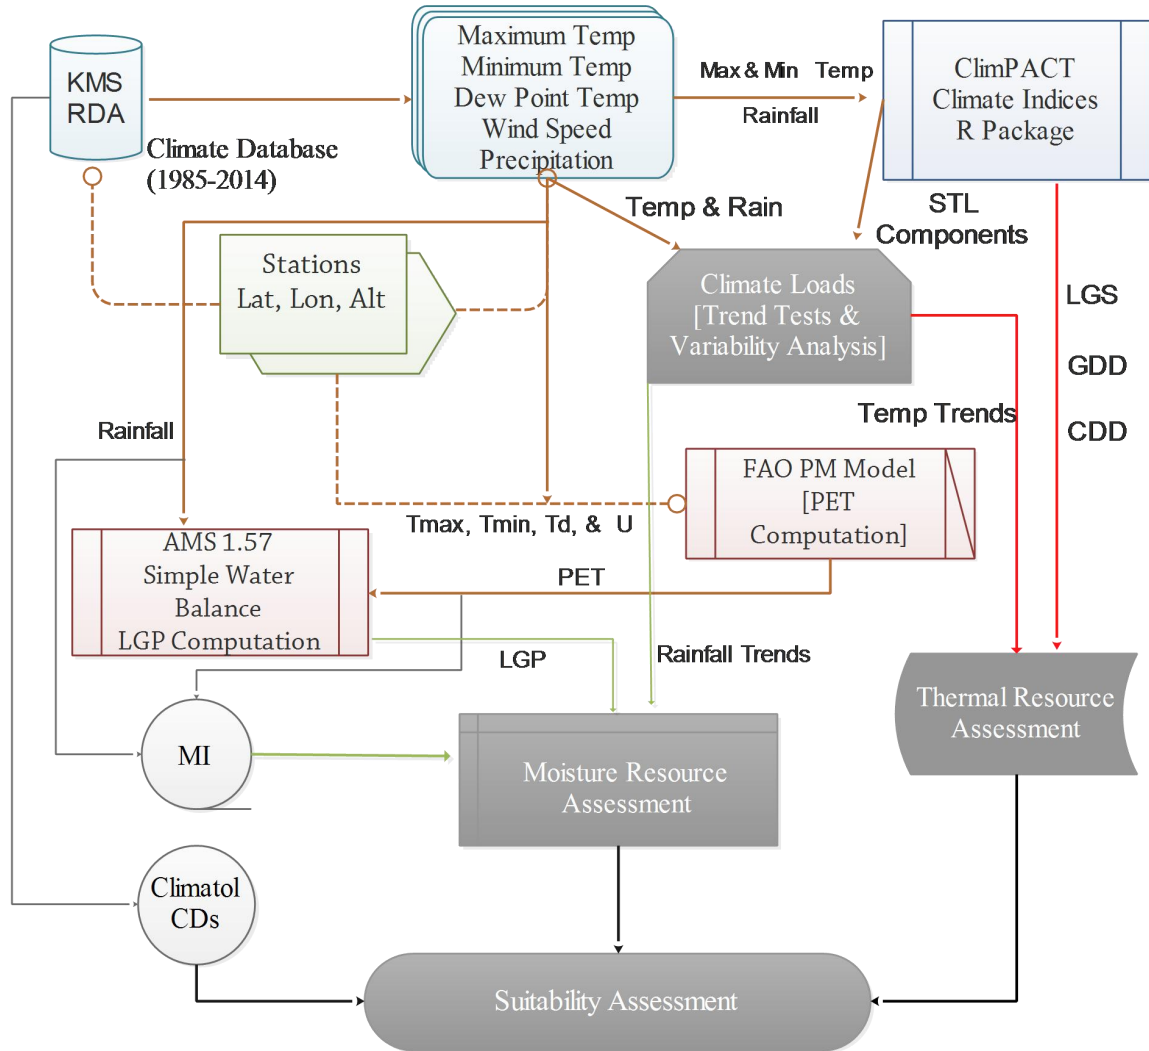 KMS
RDA
Climate Database
(1985-2014)
Maximum Temp
Minimum Temp
Dew Point Temp
Wind Speed
Precipitation
Max & Min Temp
Rainfall
ClimPACT
Climate Indices
R Package
Temp & Rain
STL
Components
Stations
Lat, Lon, Alt
Climate Loads
[Trend Tests &
Variability Analysis]
LGS
GDD
CDD
Temp Trends
Rainfall
FAO PM Model
[PET
Computation]
Tmax, Tmin, Td, & U
AMS 1.57
Simple Water
Balance
LGP Computation
PET
LGP
Rainfall Trends
Thermal Resource
Assessment
MI
Moisture Resource
Assessment
Climatol
CDs
Suitability Assessment